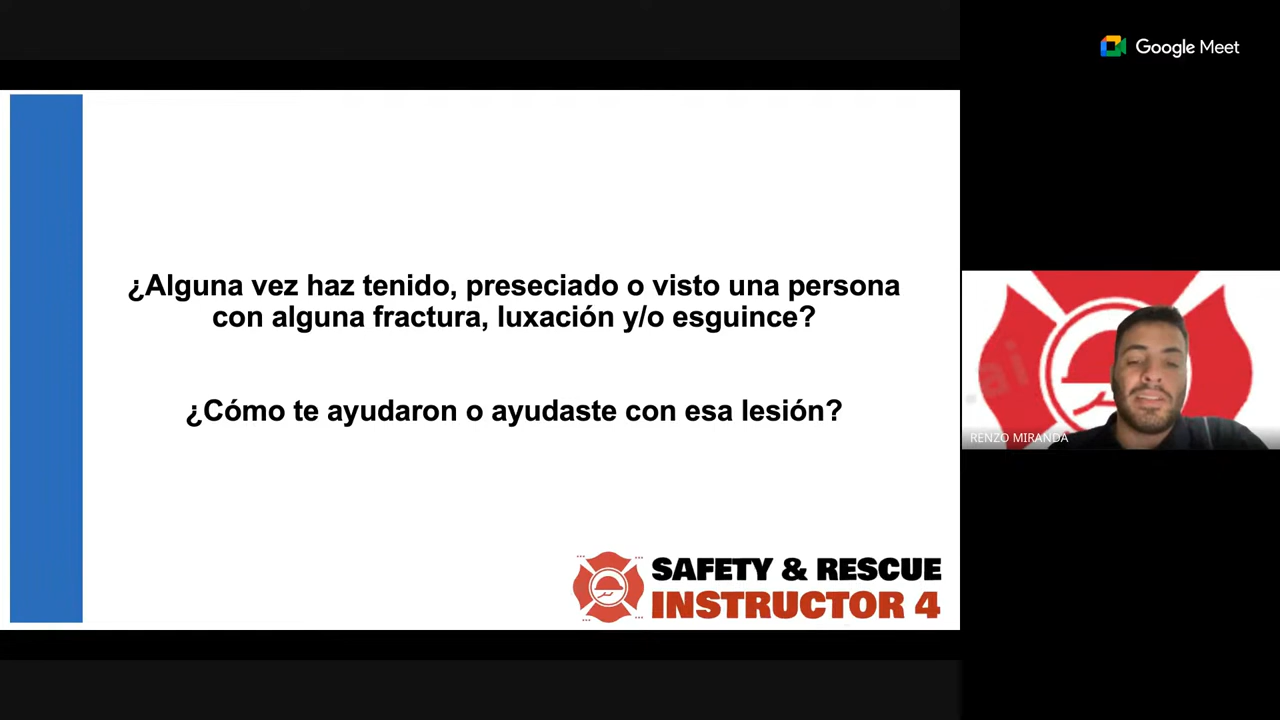 Google Meet
¿Alguna vez haz tenido, preseciado o visto una persona
con alguna fractura, luxación y/o esguince?
¿Cómo te ayudaron o ayudaste con esa lesión?
RENZO MIRANDA
SAFETY & RESCUE
INSTRUCTOR 4